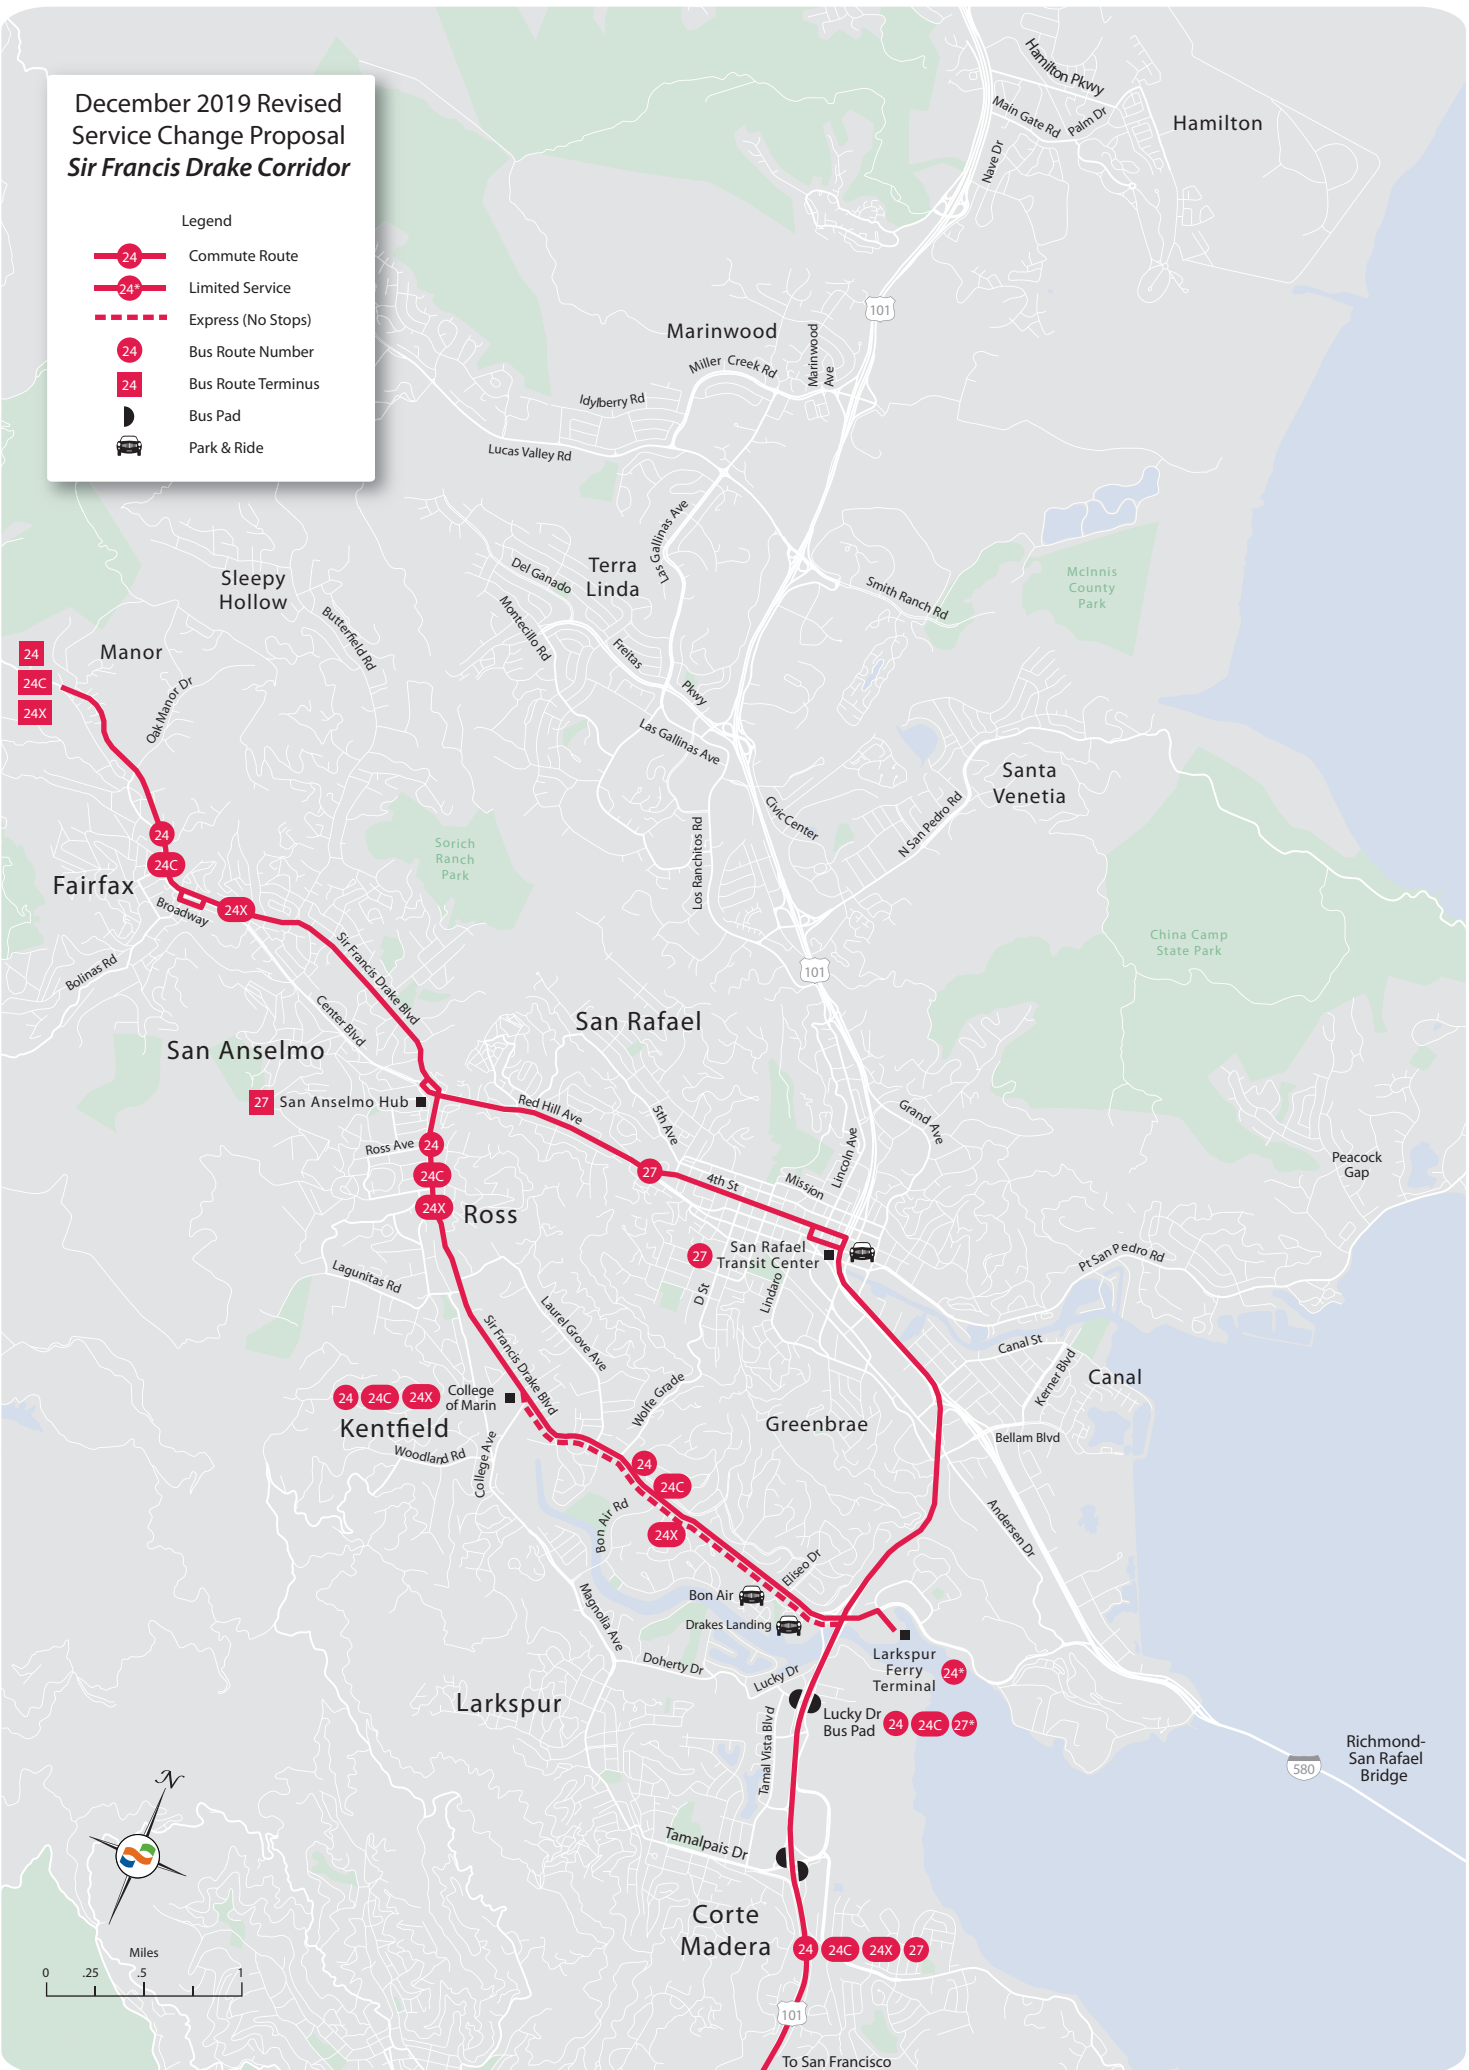 December 2019 Revised
Service Change Proposal
Sir Francis Drake Corridor
Legend
24 Commute Route
24* Limited Service
Express (No Stops)
24 Bus Route Number
24 Bus Route Terminus
Bus Pad
Park & Ride
Hamilton Pkwy
Main Gate Rd
Palm Dr
Hamilton
Nave Dr
101
Marinwood
Marinwood
Ave
Miller Creek Rd
Idylberry Rd
Lucas Valley Rd
Las Gallinas Ave
Terra
Linda
Del Ganado
Montecillo Rd
Freitas
Pkwy
Smith Ranch Rd
McInnis
County
Park
Sleepy
Hollow
Butterfield Rd
Manor
24
24C
24X
Oak Manor Dr
Las Gallinas Ave
Santa
Venetia
Civic Center
N San Pedro Rd
Los Ranchitos Rd
Sorich
Ranch
Park
24
24C
Fairfax
24X
Broadway
Bolinas Rd
Sir Francis Drake Blvd
Center Blvd
China Camp
State Park
101
San Rafael
San Anselmo
27 San Anselmo Hub
Red Hill Ave
5th Ave
Grand Ave
Lincoln Ave
Mission
4th St
27
Ross Ave
24
24C
24X
Ross
Peacock
Gap
27
San Rafael
Transit Center
Pt San Pedro Rd
D St
Lindaro
Lagunitas Rd
Laurel Grove Ave
Sir Francis Drake Blvd
Canal St
Kerner Blvd
Canal
24 24C 24X
College
of Marin
Kentfield
Wolfe Grade
Greenbrae
Bellam Blvd
Woodland Rd
College Ave
24
24C
24X
Bon Air Rd
Andersen Dr
Eliseo Dr
Bon Air
Drakes Landing
Magnolia Ave
Doherty Dr
Lucky Dr
Larkspur
Ferry
Terminal
24*
Larkspur
Lucky Dr
Bus Pad
24 24C 27*
Tamal Vista Blvd
Richmond-
San Rafael
Bridge
580
N
Tamalpais Dr
Corte
Madera
24 24C 24X 27
Miles
0 .25 .5 1
101
To San Francisco